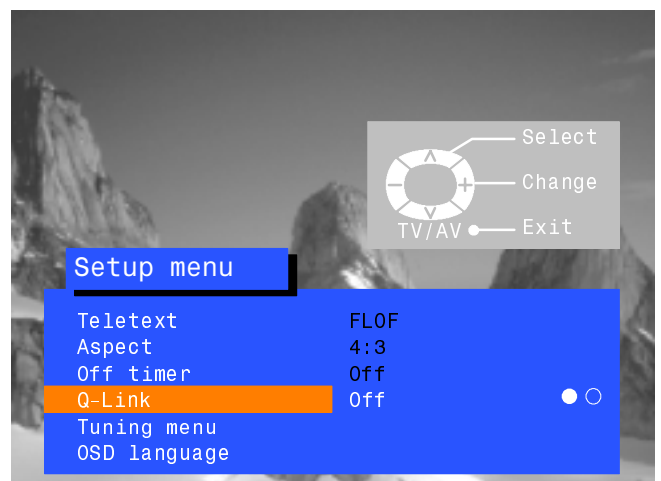 Select
Change
TV/AV Exit
Setup menu
Teletext FLOF
Aspect 4:3
Off timer Off
Q-Link Off
Tuning menu
OSD language